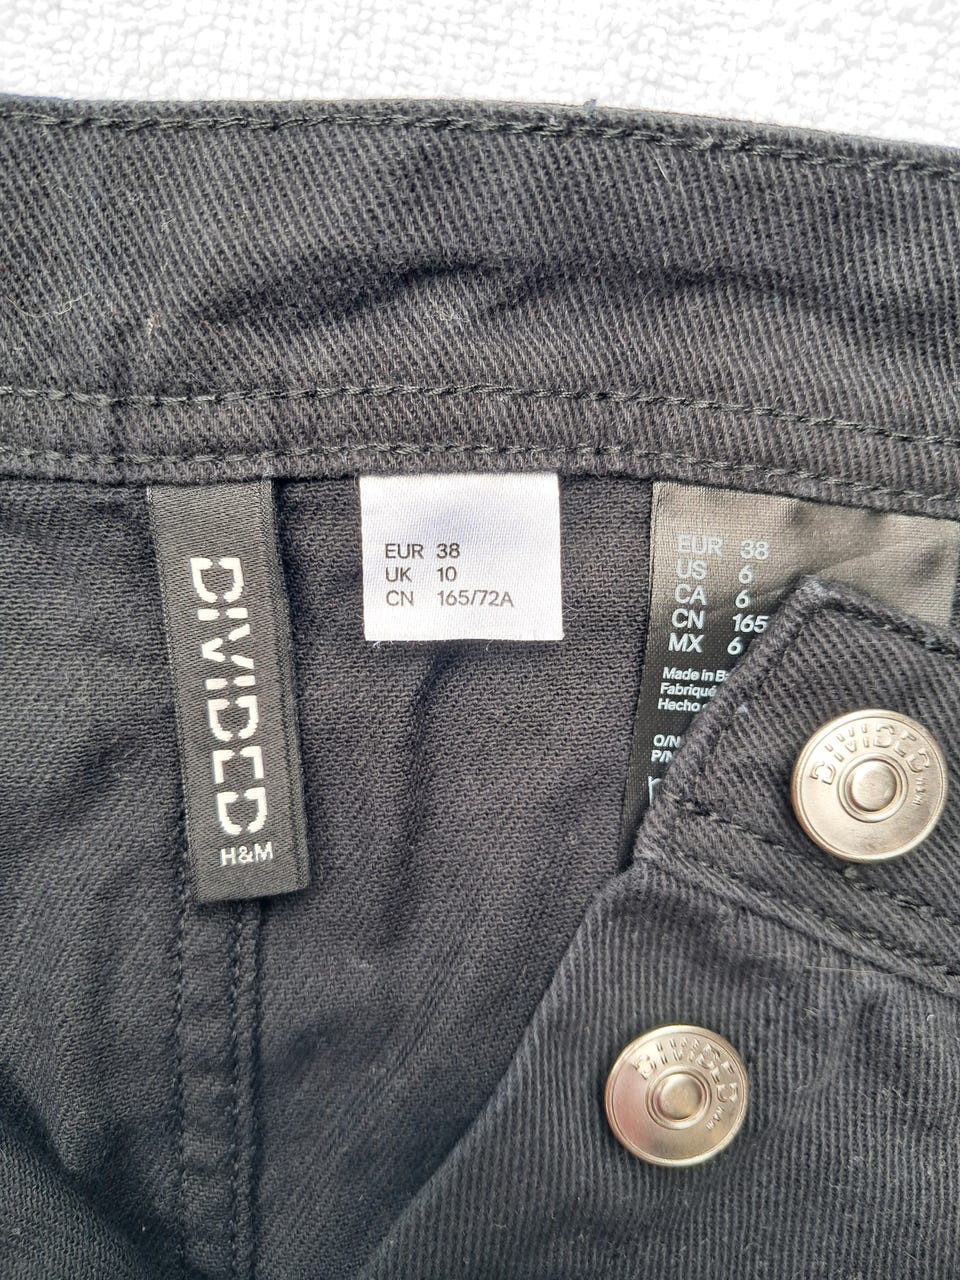 DIVIDED
H&M
EUR 38
UK 10
CN 165/72A
EUR 38
US 6
CA 6
CN 165
MX 6
Made in
Fabriqué
Hecho
O/N
P/N
DIVIDED
H&M
DIVIDED
H&M